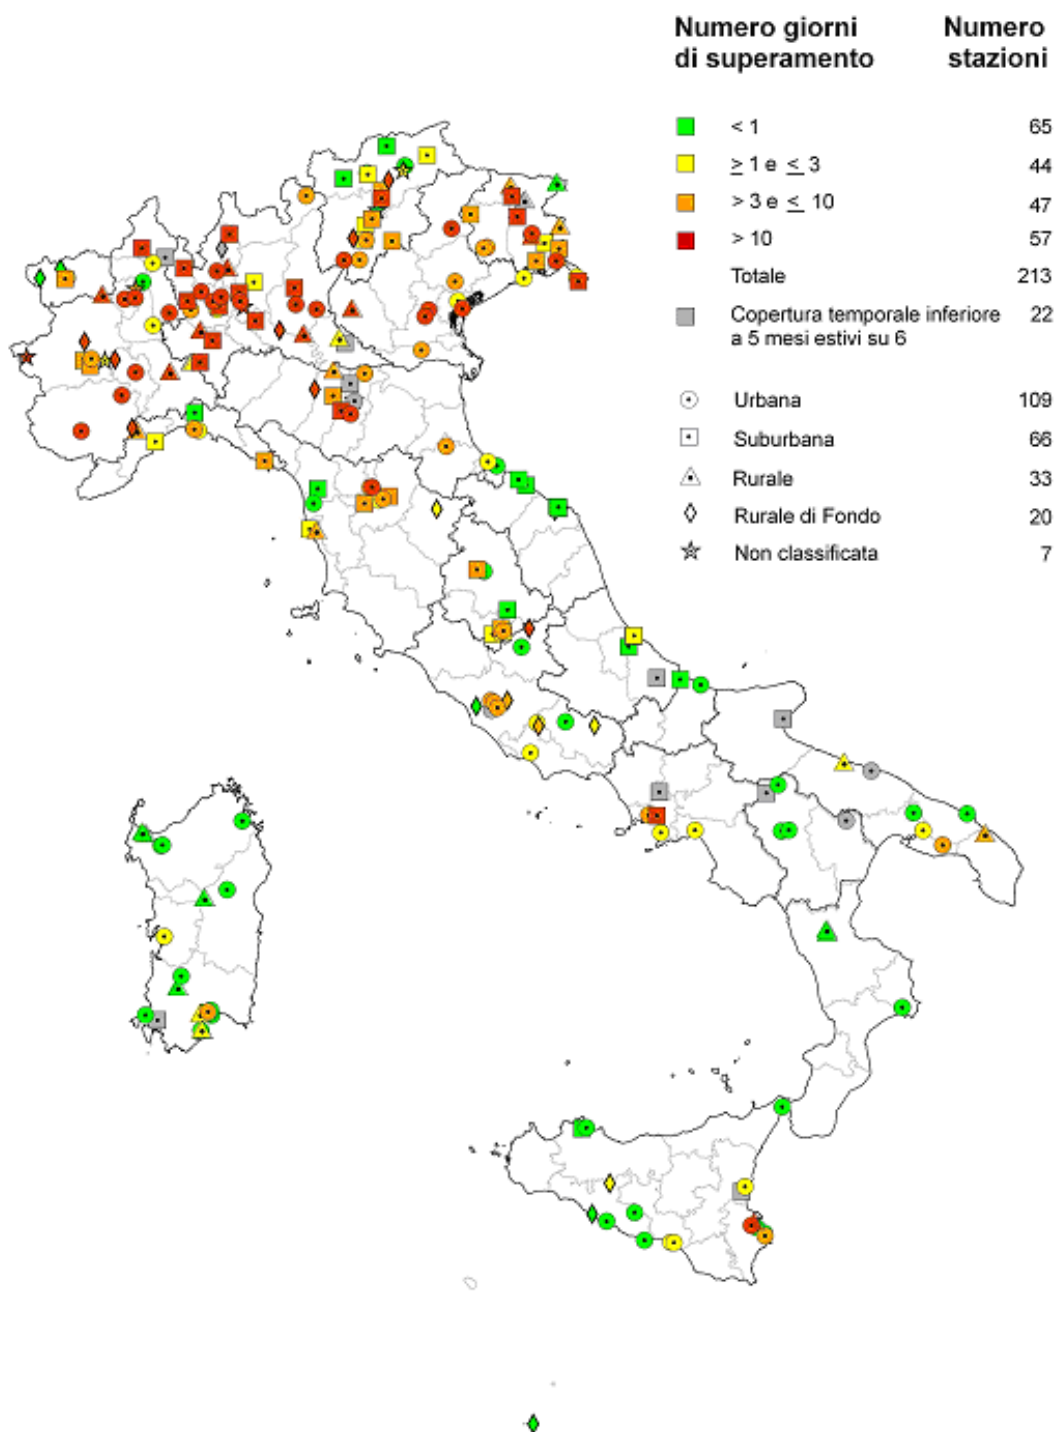 Numero giorni Numero
di superamento stazioni
< 1 65
≥ 1 e ≤ 3 44
> 3 e ≤ 10 47
> 10 57
Totale 213
Copertura temporale inferiore 22
a 5 mesi estivi su 6
Urbana 109
Suburbana 66
Rurale 33
Rurale di Fondo 20
Non classificata 7